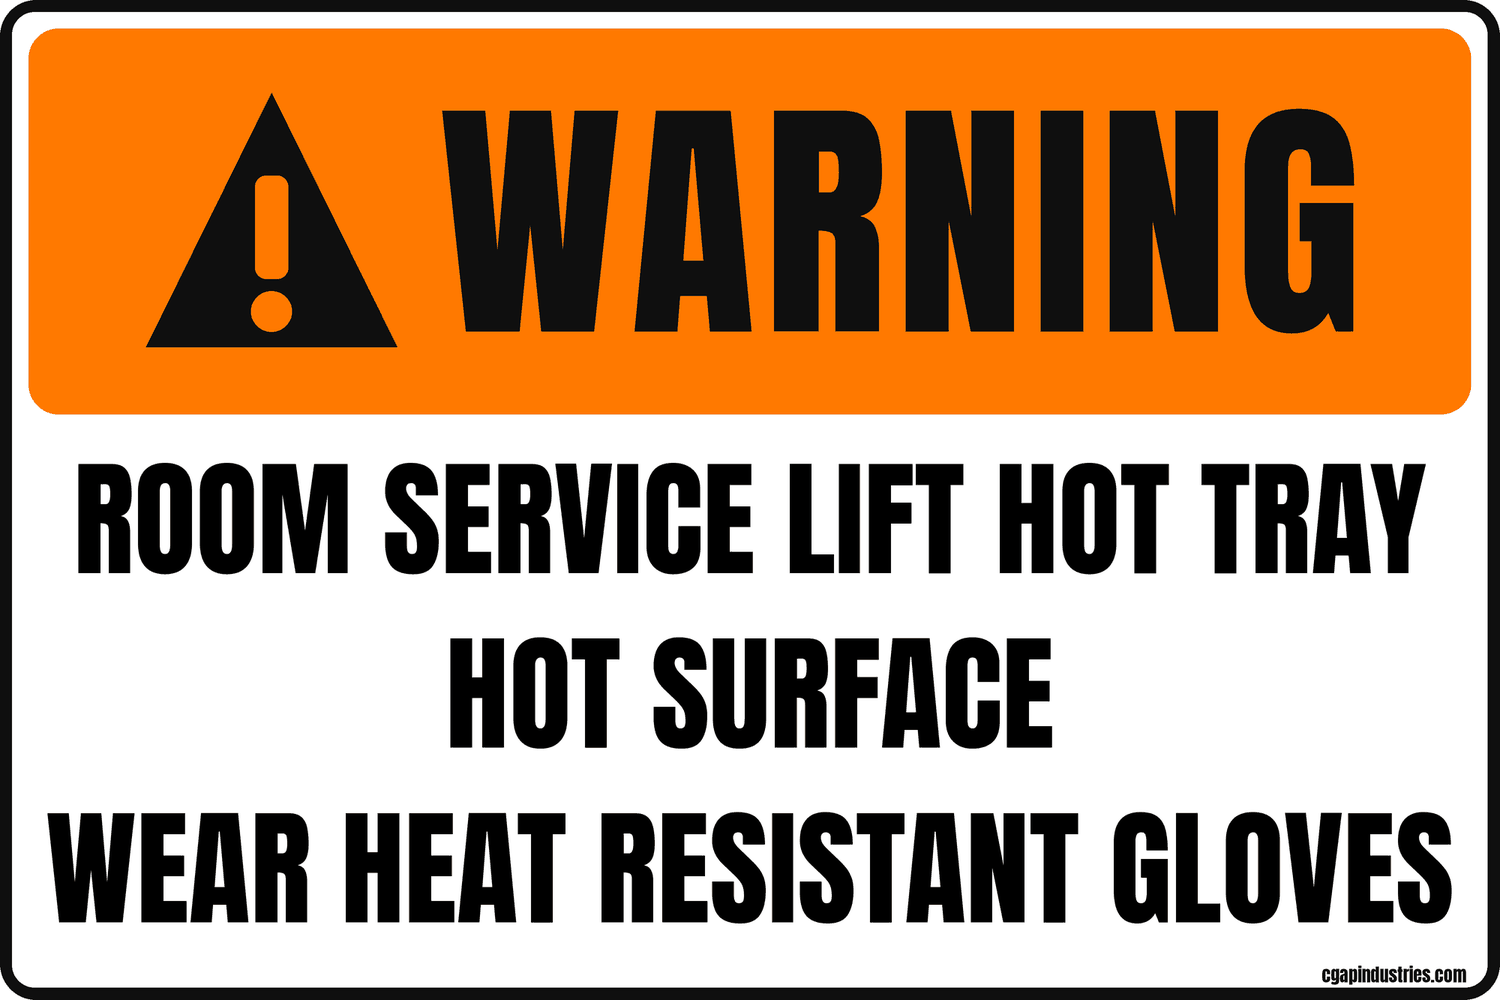 WARNING
ROOM SERVICE LIFT HOT TRAY
HOT SURFACE
WEAR HEAT RESISTANT GLOVES
cgapindustries.com